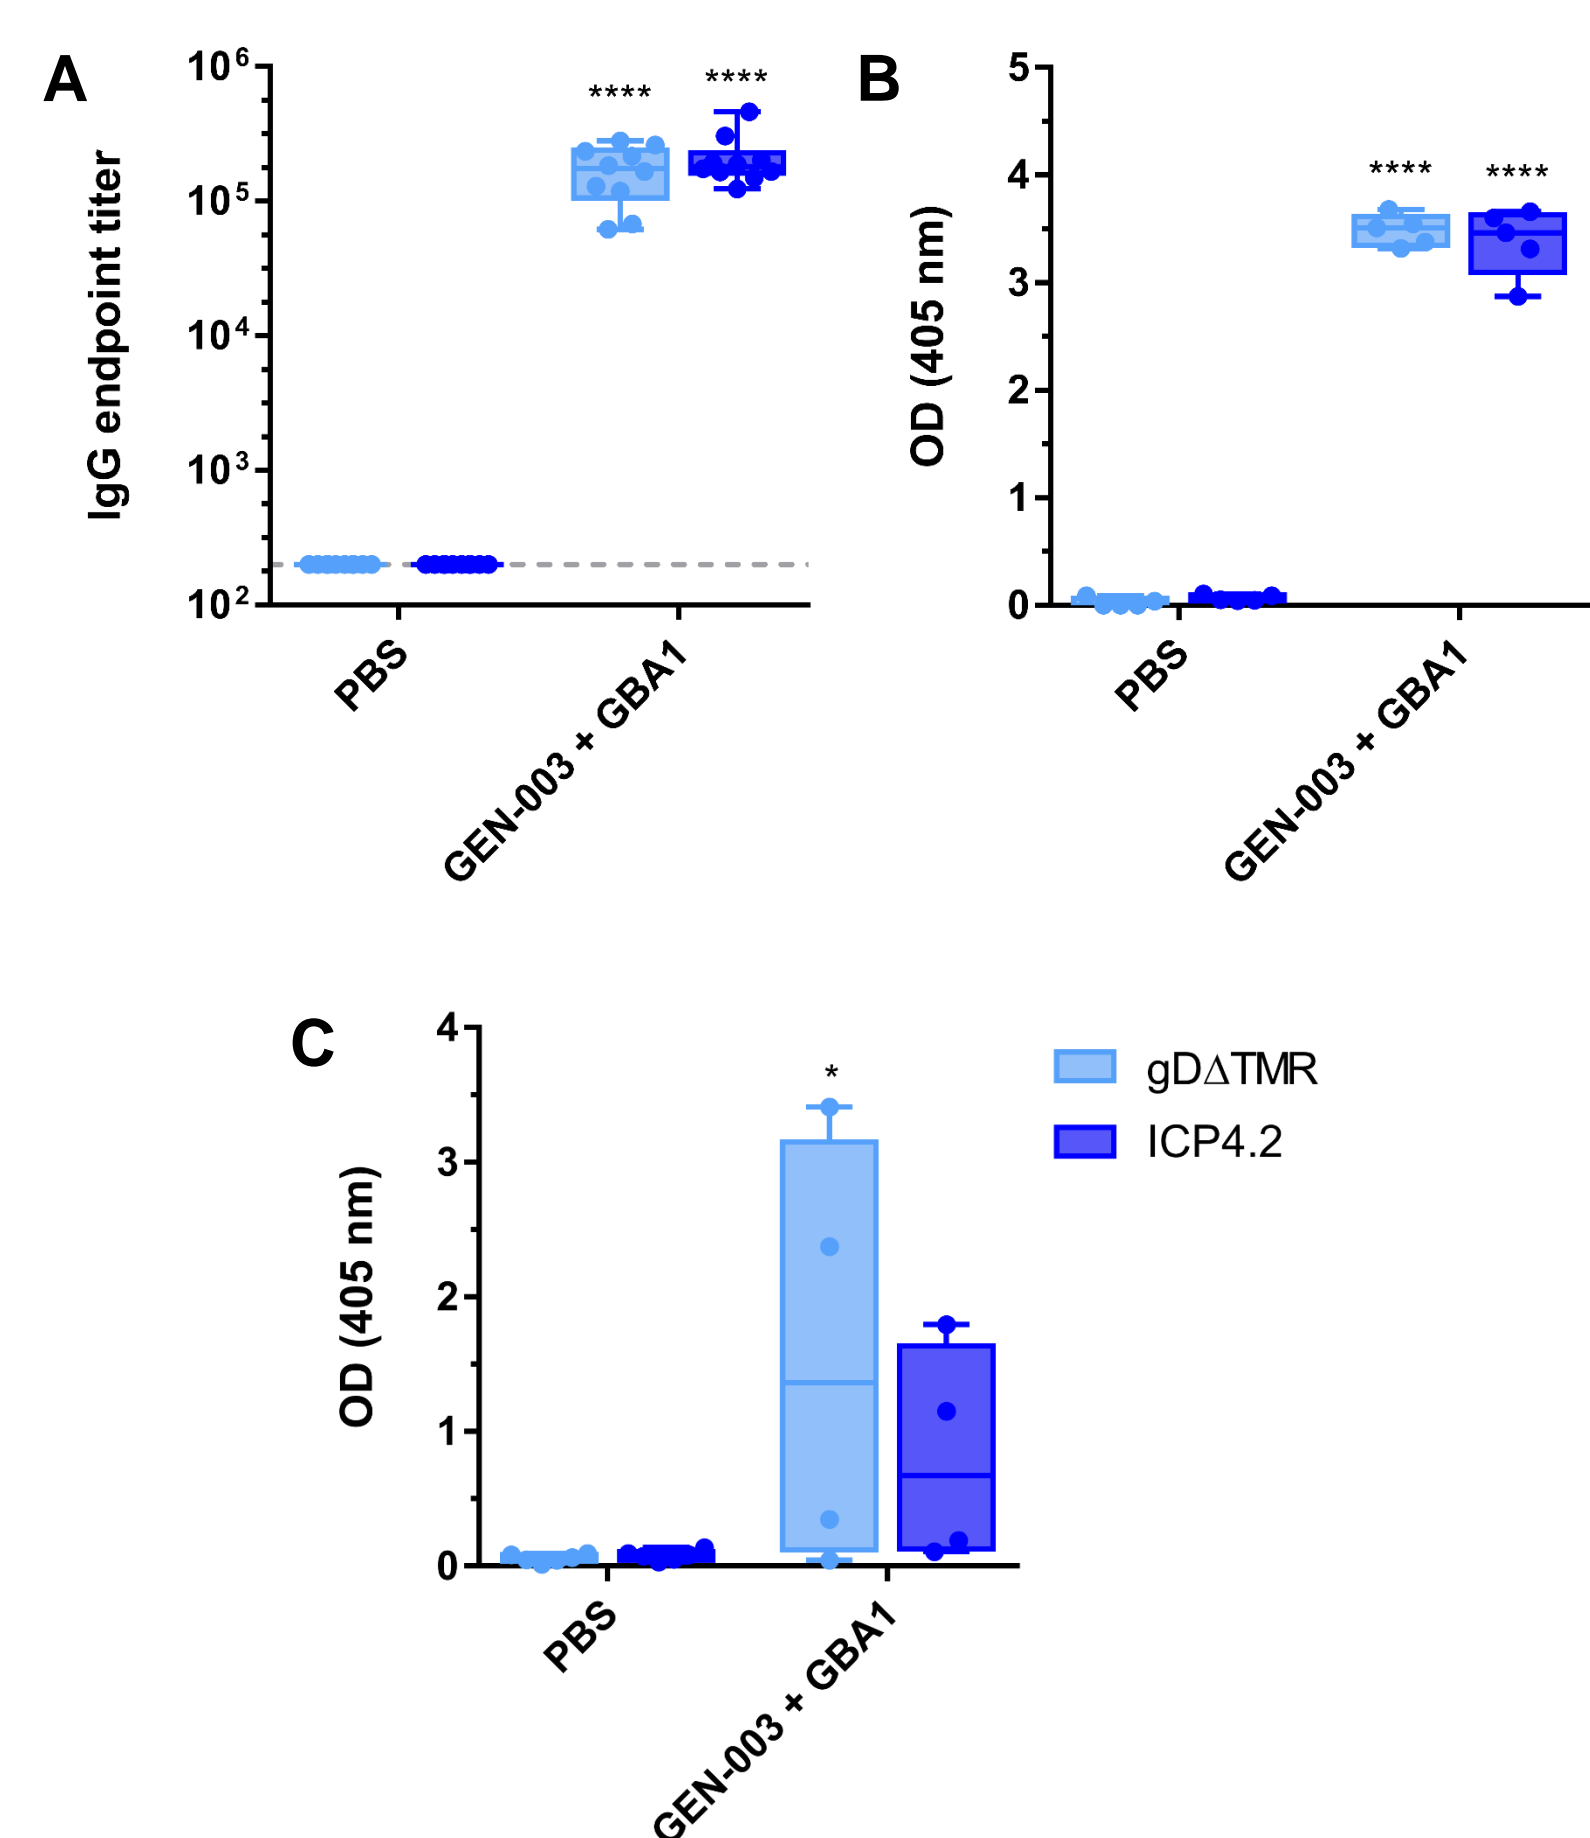 A
IgG endpoint titer
10⁶
10⁵
10⁴
10³
10²
****
****
PBS
GEN-003 + GBA1
B
OD (405 nm)
5
4
3
2
1
0
****
****
PBS
GEN-003 + GBA1
C
OD (405 nm)
4
3
2
1
0
*
PBS
GEN-003 + GBA1
gDΔTMR
ICP4.2